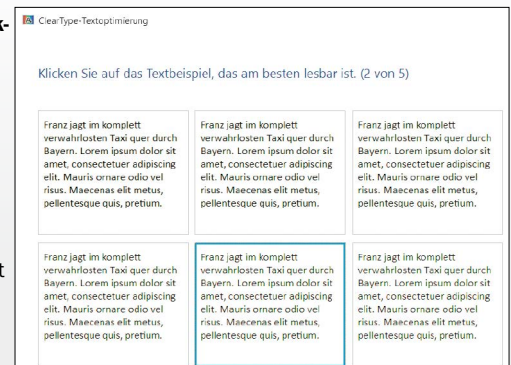 k-
ClearType-Textoptimierung
Klicken Sie auf das Textbeispiel, das am besten lesbar ist. (2 von 5)
Franz jagt im komplett
verwahrlosten Taxi quer durch
Bayern. Lorem ipsum dolor sit
amet, consectetuer adipiscing
elit. Mauris ornare odio vel
risus. Maecenas elit metus,
pellentesque quis, pretium.
Franz jagt im komplett
verwahrlosten Taxi quer durch
Bayern. Lorem ipsum dolor sit
amet, consectetuer adipiscing
elit. Mauris ornare odio vel
risus. Maecenas elit metus,
pellentesque quis, pretium.
Franz jagt im komplett
verwahrlosten Taxi quer durch
Bayern. Lorem ipsum dolor sit
amet, consectetuer adipiscing
elit. Mauris ornare odio vel
risus. Maecenas elit metus,
pellentesque quis, pretium.
t
Franz jagt im komplett
verwahrlosten Taxi quer durch
Bayern. Lorem ipsum dolor sit
amet, consectetuer adipiscing
elit. Mauris ornare odio vel
risus. Maecenas elit metus,
pellentesque quis, pretium.
Franz jagt im komplett
verwahrlosten Taxi quer durch
Bayern. Lorem ipsum dolor sit
amet, consectetuer adipiscing
elit. Mauris ornare odio vel
risus. Maecenas elit metus,
pellentesque quis, pretium.
Franz jagt im komplett
verwahrlosten Taxi quer durch
Bayern. Lorem ipsum dolor sit
amet, consectetuer adipiscing
elit. Mauris ornare odio vel
risus. Maecenas elit metus,
pellentesque quis, pretium.